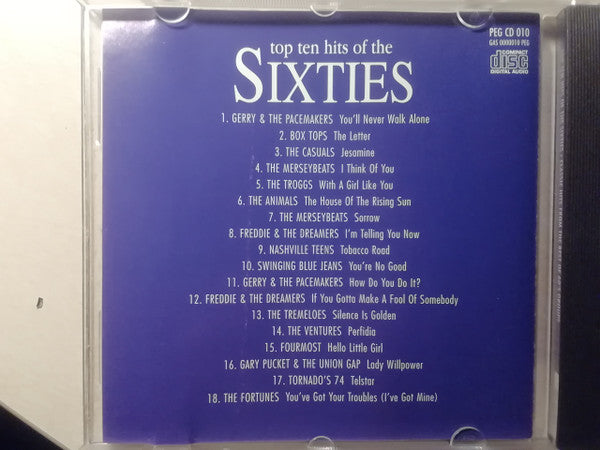 PEG CD 010
GRS 0000010 PEG
COMPACT
disc
DIGITAL AUDIO
top ten hits of the
SIXTIES
1. GERRY & THE PACEMAKERS You'll Never Walk Alone
2. BOX TOPS The Letter
3. THE CASUALS Jesamine
4. THE MERSEYBEATS I Think Of You
5. THE TROGGS With A Girl Like You
6. THE ANIMALS The House Of The Rising Sun
7. THE MERSEYBEATS Sorrow
8. FREDDIE & THE DREAMERS I'm Telling You Now
9. NASHVILLE TEENS Tobacco Road
10. SWINGING BLUE JEANS You're No Good
11. GERRY & THE PACEMAKERS How Do You Do It?
12. FREDDIE & THE DREAMERS If You Gotta Make A Fool Of Somebody
13. THE TREMELOES Silence Is Golden
14. THE VENTURES Perfidia
15. FOURMOST Hello Little Girl
16. GARY PUCKET & THE UNION GAP Lady Willpower
17. TORNADO'S 74 Telstar
18. THE FORTUNES You've Got Your Troubles (I've Got Mine)